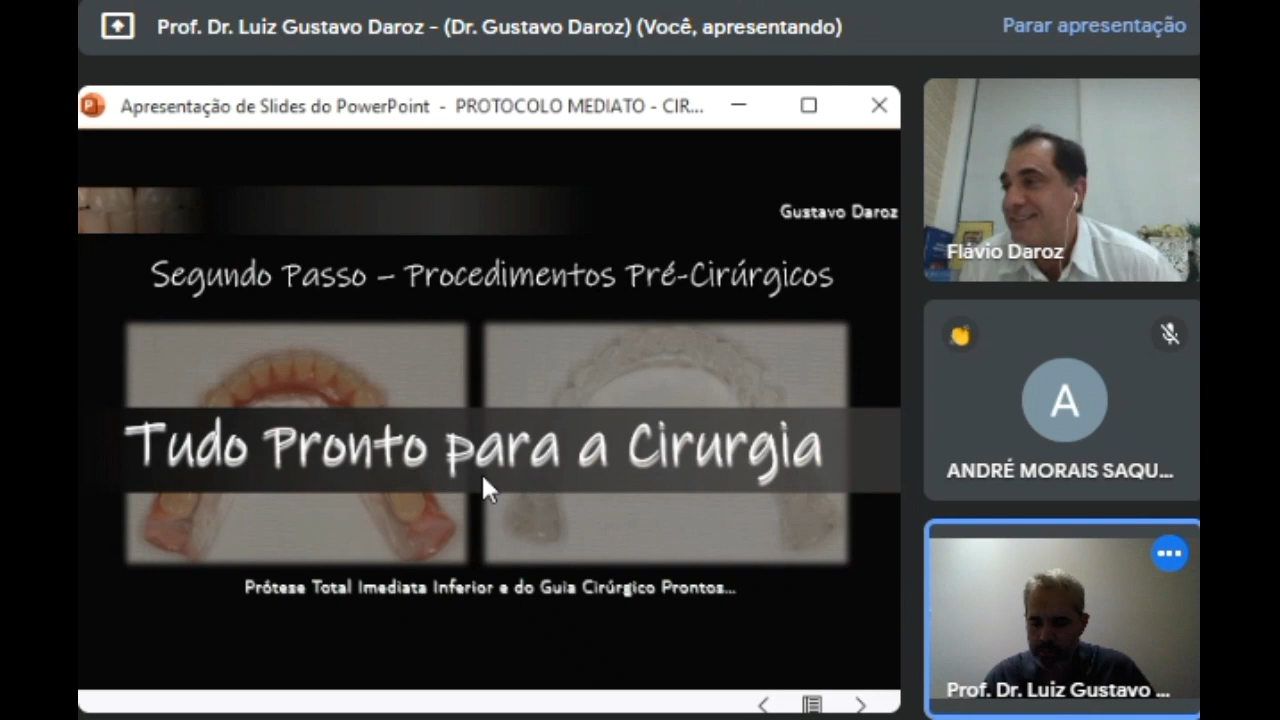 Prof. Dr. Luiz Gustavo Daroz - (Dr. Gustavo Daroz) (Você, apresentando)
Parar apresentação
Apresentação de Slides do PowerPoint - PROTOCOLO MEDIATO - CIR...
Gustavo Daroz
Segundo Passo – Procedimentos Pré-Cirúrgicos
Tudo Pronto para a Cirurgia
Prótese Total Imediata Inferior e do Guia Cirúrgico Prontos...
Flávio Daroz
A
ANDRÉ MORAIS SAQU...
Prof. Dr. Luiz Gustavo ...